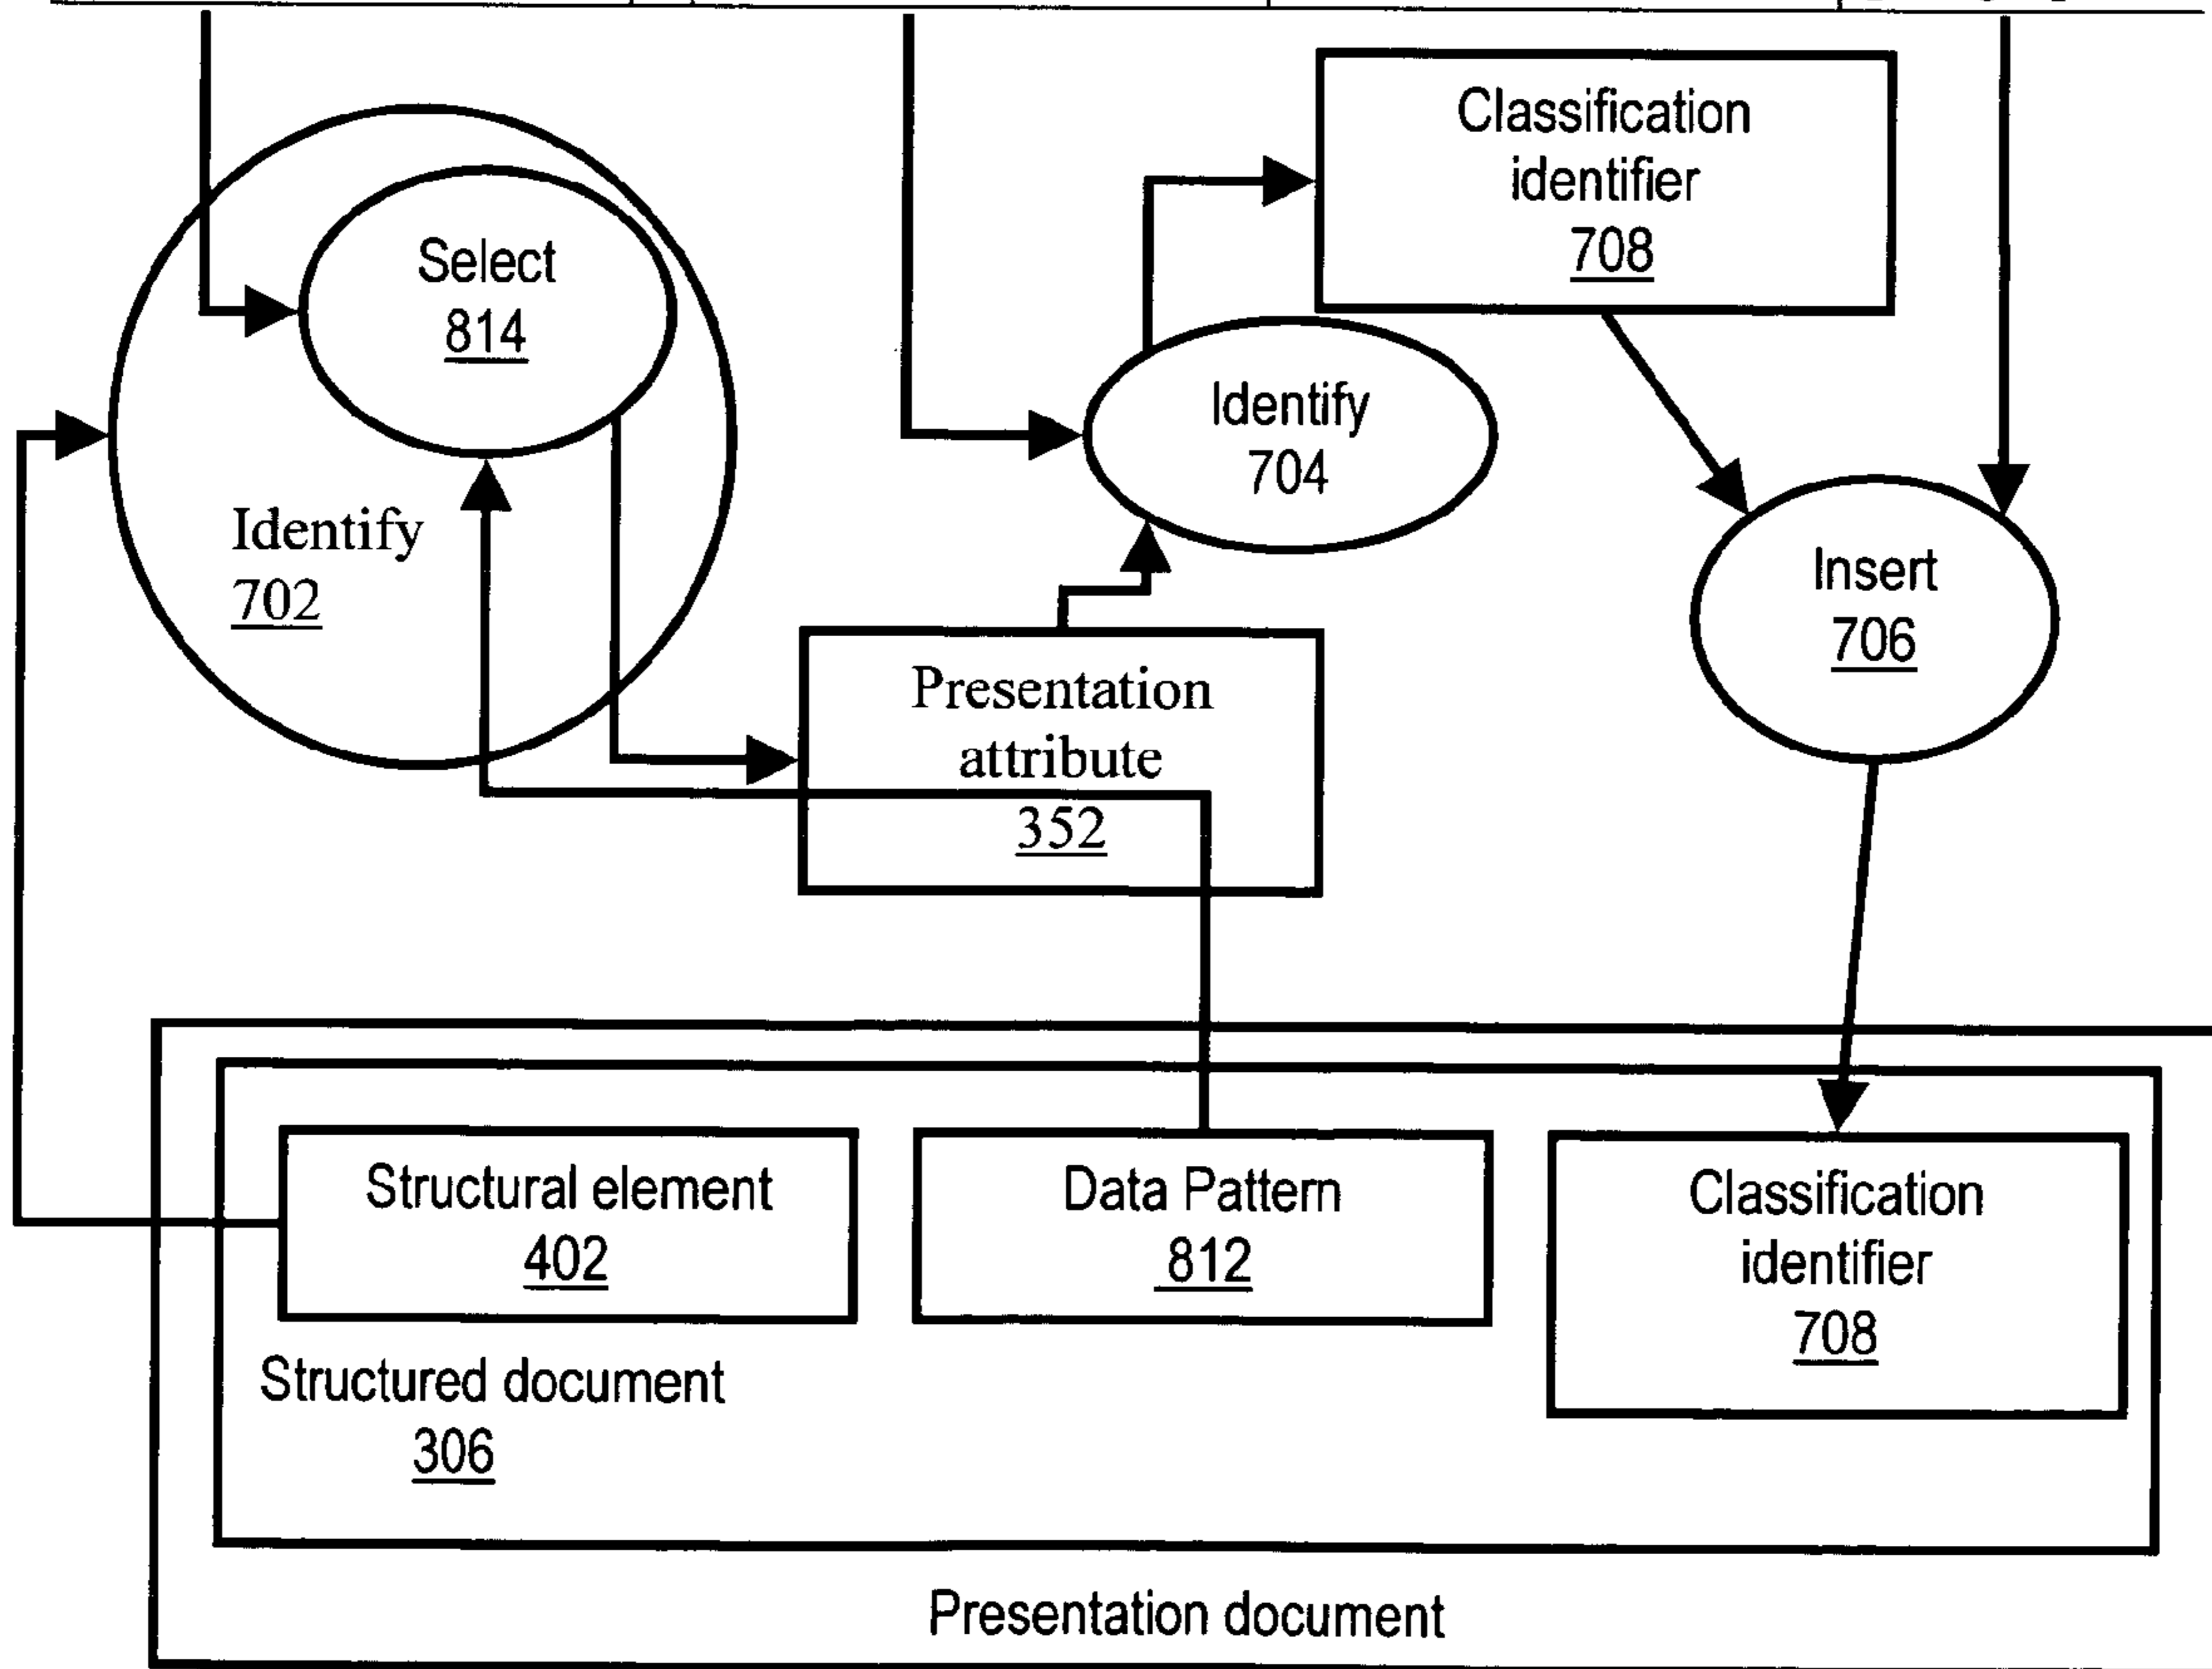 Classification
identifier
708
Select
814
Identify
704
Identify
702
Insert
706
Presentation
attribute
352
Structural element
402
Data Pattern
812
Classification
identifier
708
Structured document
306
Presentation document